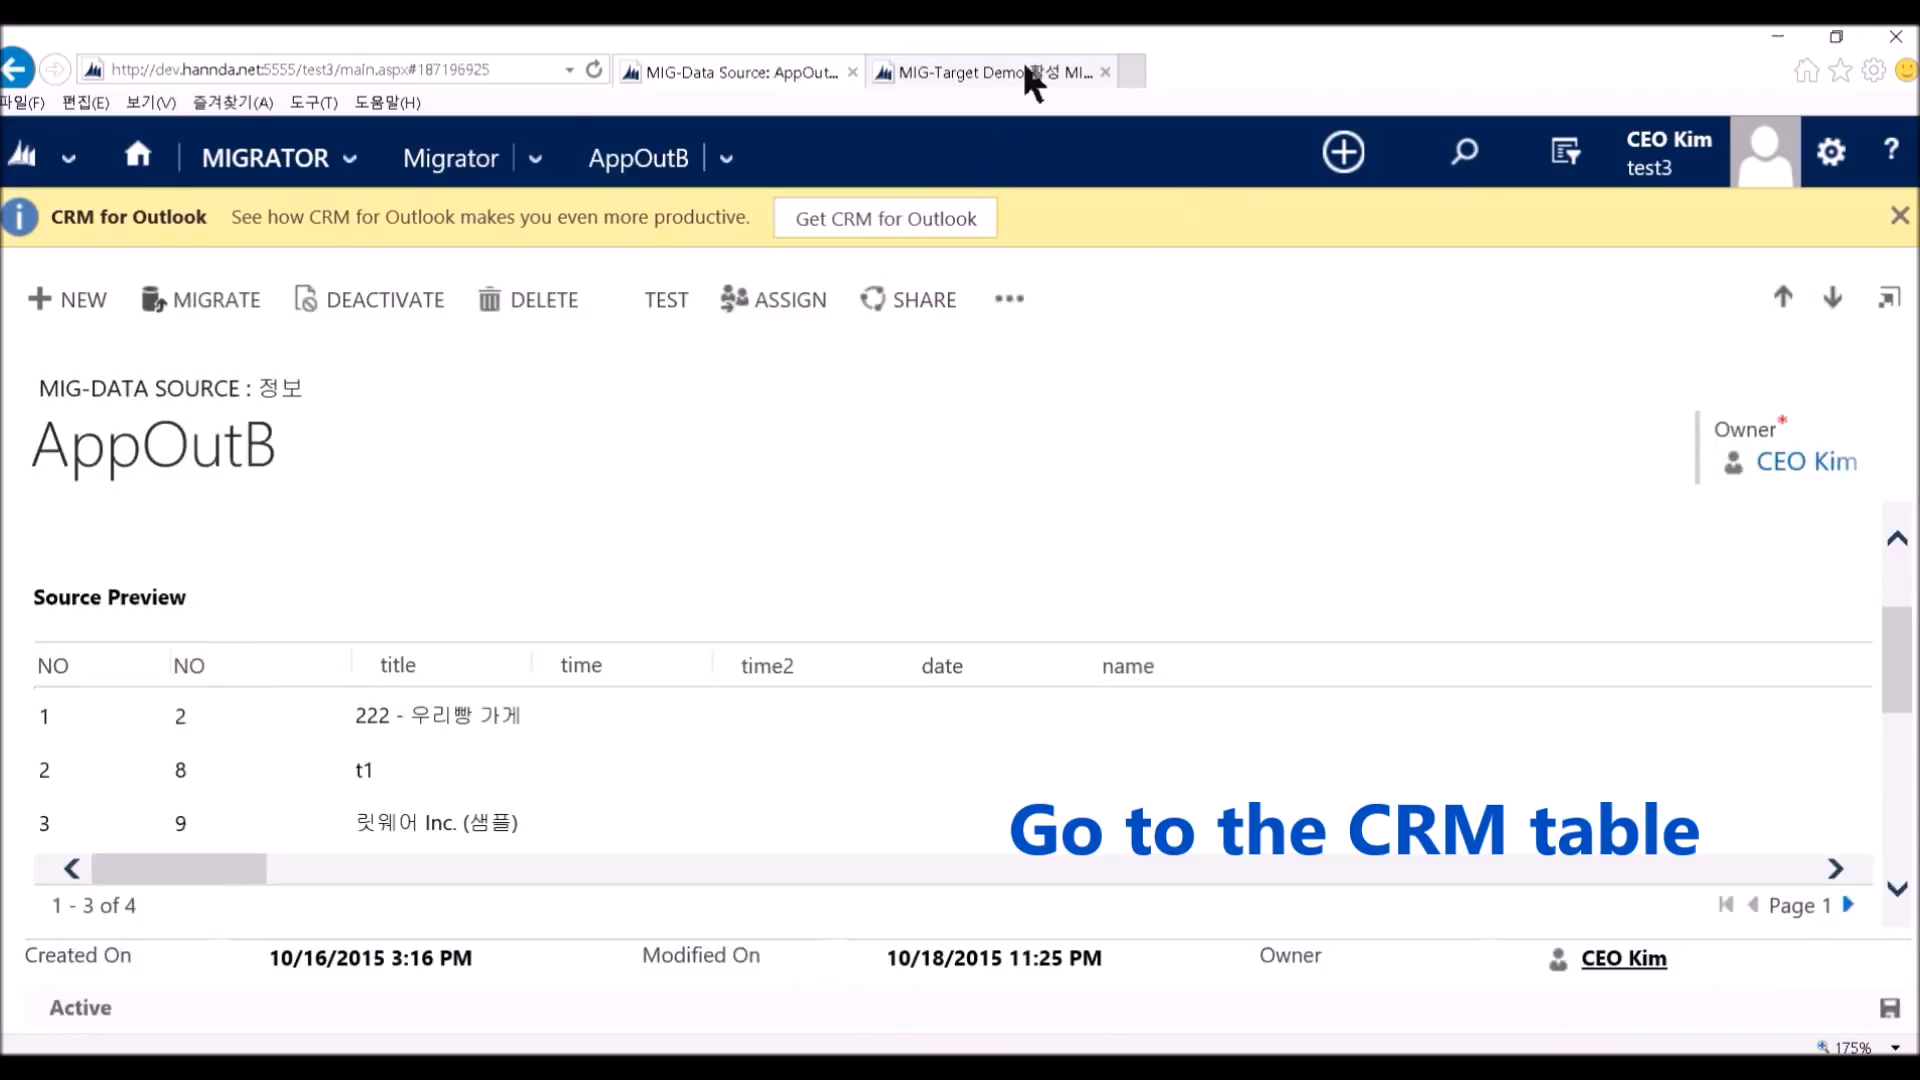 http://dev.hannda.net:5555/test3/main.aspx#187196925
MIG-Data Source: AppOut...
MIG-Target Demo 활성 MI...
파일(F) 편집(E) 보기(V) 즐겨찾기(A) 도구(T) 도움말(H)
MIGRATOR Migrator AppOutB
CEO Kim
test3
?
CRM for Outlook See how CRM for Outlook makes you even more productive. Get CRM for Outlook
NEW MIGRATE DEACTIVATE DELETE TEST ASSIGN SHARE
MIG-DATA SOURCE : 정보
AppOutB
Owner*
CEO Kim
Source Preview
NO NO title time time2 date name
1 2 222 - 우리빵 가게
2 8 t1
3 9 릿웨어 Inc. (샘플)
Go to the CRM table
1 - 3 of 4
Page 1
Created On 10/16/2015 3:16 PM Modified On 10/18/2015 11:25 PM Owner CEO Kim
Active
175%